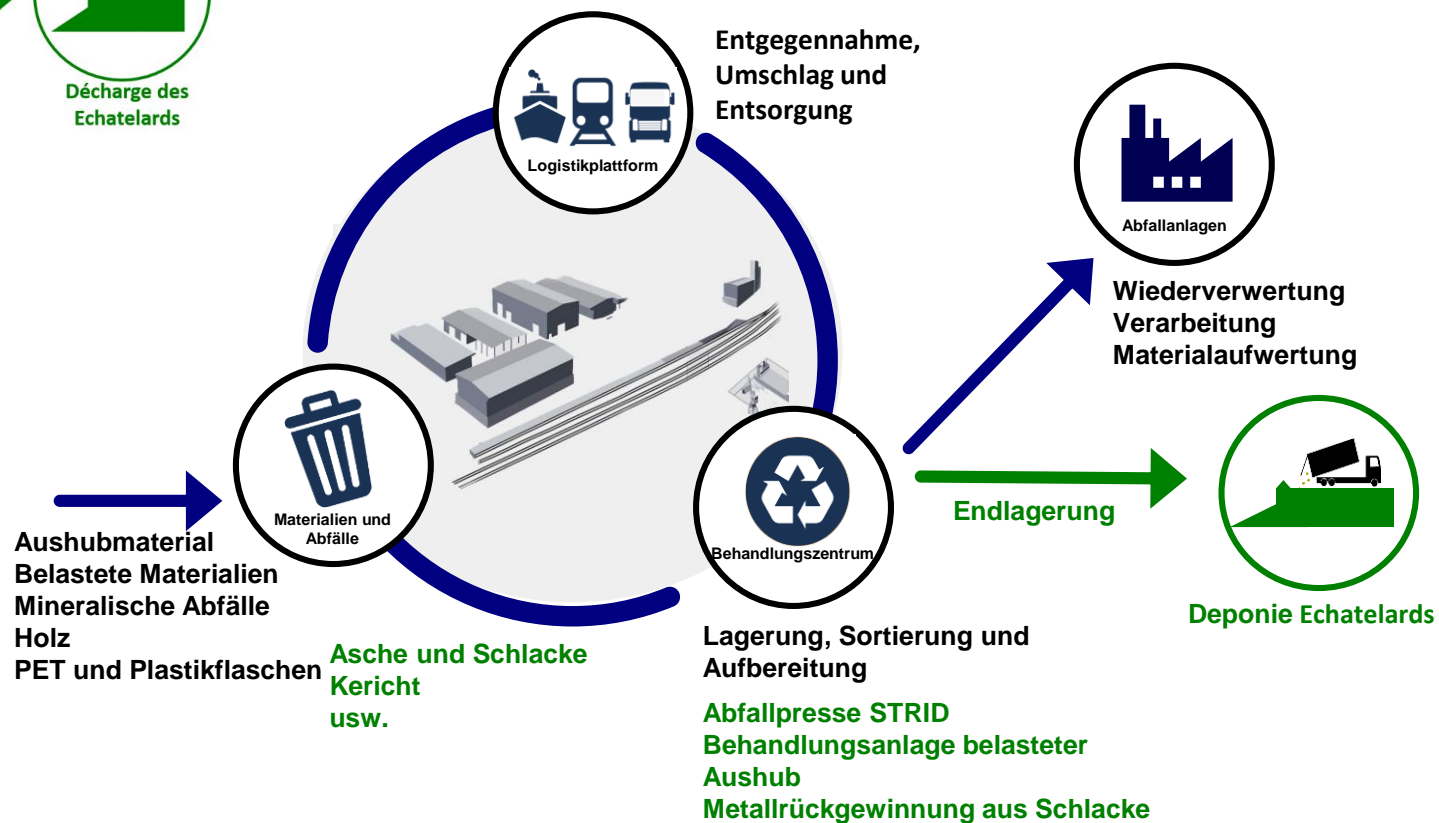 Décharge des
Echatelards
Entgegennahme,
Umschlag und
Entsorgung
Logistikplattform
Abfallanlagen
Wiederverwertung
Verarbeitung
Materialaufwertung
Materialien und
Abfälle
Aushubmaterial
Belastete Materialien
Mineralische Abfälle
Holz
PET und Plastikflaschen
Asche und Schlacke
Kericht
usw.
Behandlungszentrum
Lagerung, Sortierung und
Aufbereitung
Abfallpresse STRID
Behandlungsanlage belasteter
Aushub
Metallrückgewinnung aus Schlacke
Endlagerung
Deponie Echatelards